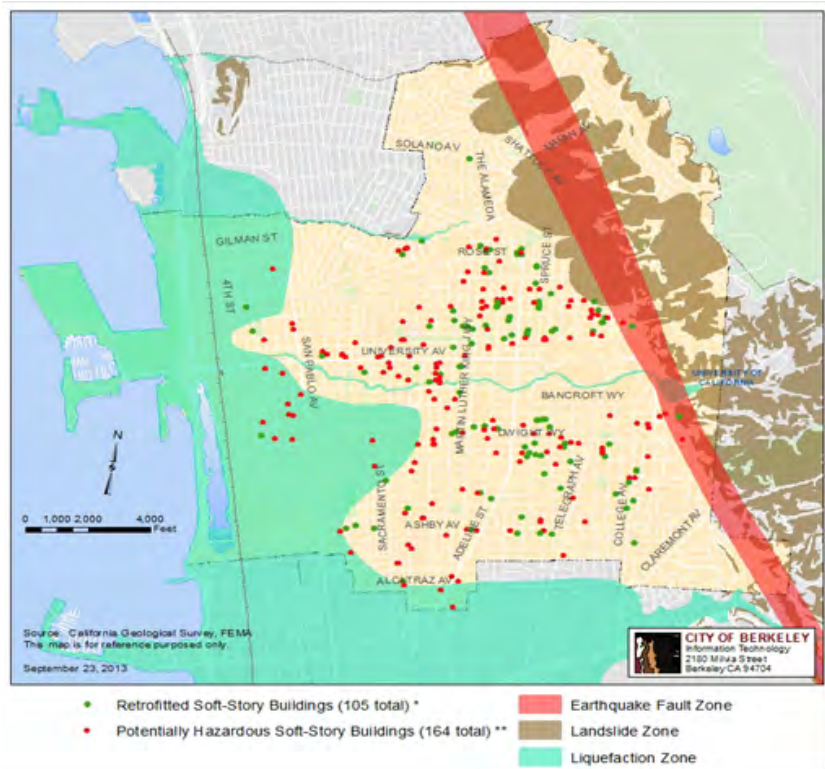 SOLANO AV
THE ALAMEDA
MARIN AV
GILMAN ST
ROSE ST
SPRUCE ST
4TH ST
SAN PABLO AV
UNIVERSITY AV
MARTIN LUTHER KING JR WY
UNIVERSITY OF
CALIFORNIA
BANCROFT WY
DWIGHT WY
N
SACRAMENTO ST
TELEGRAPH AV
COLLEGE AV
0 1,000 2,000 4,000
Feet
ASHBY AV
ADELINE ST
CLAREMONT AV
ALCATRAZ AV
Source: California Geological Survey, FEMA
The map is for reference purposed only.
September 23, 2013
CITY OF BERKELEY
Information Technology
2180 Milvia Street
Berkeley CA 94704
Retrofitted Soft-Story Buildings (105 total) *
Potentially Hazardous Soft-Story Buildings (164 total) **
Earthquake Fault Zone
Landslide Zone
Liquefaction Zone